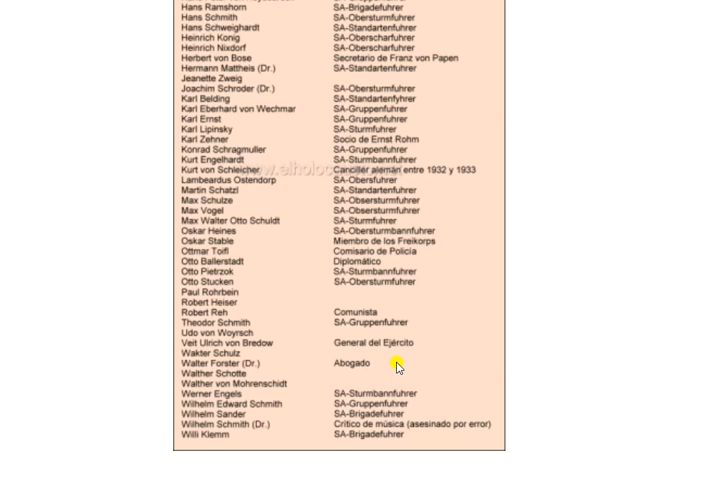 Hans Ramshorn SA-Brigadefuhrer
Hans Schmith SA-Obersturmfuhrer
Hans Schweighardt SA-Standartenfuhrer
Heinrich Konig SA-Oberscharfuhrer
Heinrich Nixdorf SA-Oberscharfuhrer
Herbert von Bose Secretario de Franz von Papen
Hermann Mattheis (Dr.) SA-Standartenfuhrer
Jeanette Zweig
Joachim Schroder (Dr.) SA-Obersturmfuhrer
Karl Belding SA-Standartenfyhrer
Karl Eberhard von Wechmar SA-Gruppenfuhrer
Karl Ernst SA-Gruppenfuhrer
Karl Lipinsky SA-Sturmfuhrer
Karl Zehner Socio de Ernst Rohm
Konrad Schragmuller SA-Gruppenfuhrer
Kurt Engelhardt SA-Sturmbannfuhrer
Kurt von Schleicher Canciller alemán entre 1932 y 1933
Lambeardus Ostendorp SA-Obersfuhrer
Martin Schatzl SA-Standartenfuhrer
Max Schulze SA-Obsersturmfuhrer
Max Vogel SA-Obsersturmfuhrer
Max Walter Otto Schuldt SA-Sturmfuhrer
Oskar Heines SA-Obersturmbannfuhrer
Oskar Stable Miembro de los Freikorps
Ottmar Toifl Comisario de Policía
Otto Ballerstadt Diplomático
Otto Pietrzok SA-Sturmbannfuhrer
Otto Stucken SA-Obersturmfuhrer
Paul Rohrbein
Robert Heiser
Robert Reh Comunista
Theodor Schmith SA-Gruppenfuhrer
Udo von Woyrsch
Veit Ulrich von Bredow General del Ejército
Wakter Schulz
Walter Forster (Dr.) Abogado
Walther Schotte
Walther von Mohrenschidt
Werner Engels SA-Sturmbannfuhrer
Wilhelm Edward Schmith SA-Gruppenfuhrer
Wilhelm Sander SA-Brigadefuhrer
Wilhelm Schmith (Dr.) Crítico de música (asesinado por error)
Willi Klemm SA-Brigadefuhrer